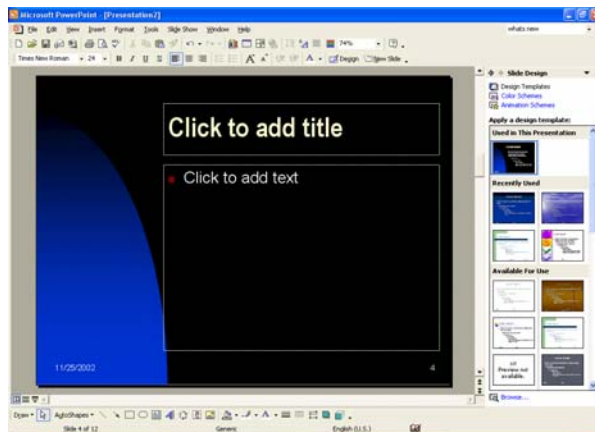 Microsoft PowerPoint - [Presentation2]
File Edit View Insert Format Tools Slide Show Window Help
whats new
74%
Times New Roman 24 B I U S A A A Design New Slide
Slide Design
Design Templates
Color Schemes
Animation Schemes
Apply a design template:
Used in This Presentation
Recently Used
Available For Use
Preview not
available.
Browse...
Click to add title
Click to add text
11/25/2002
4
Draw AutoShapes A
Slide 4 of 12
Generic
English (U.S.)